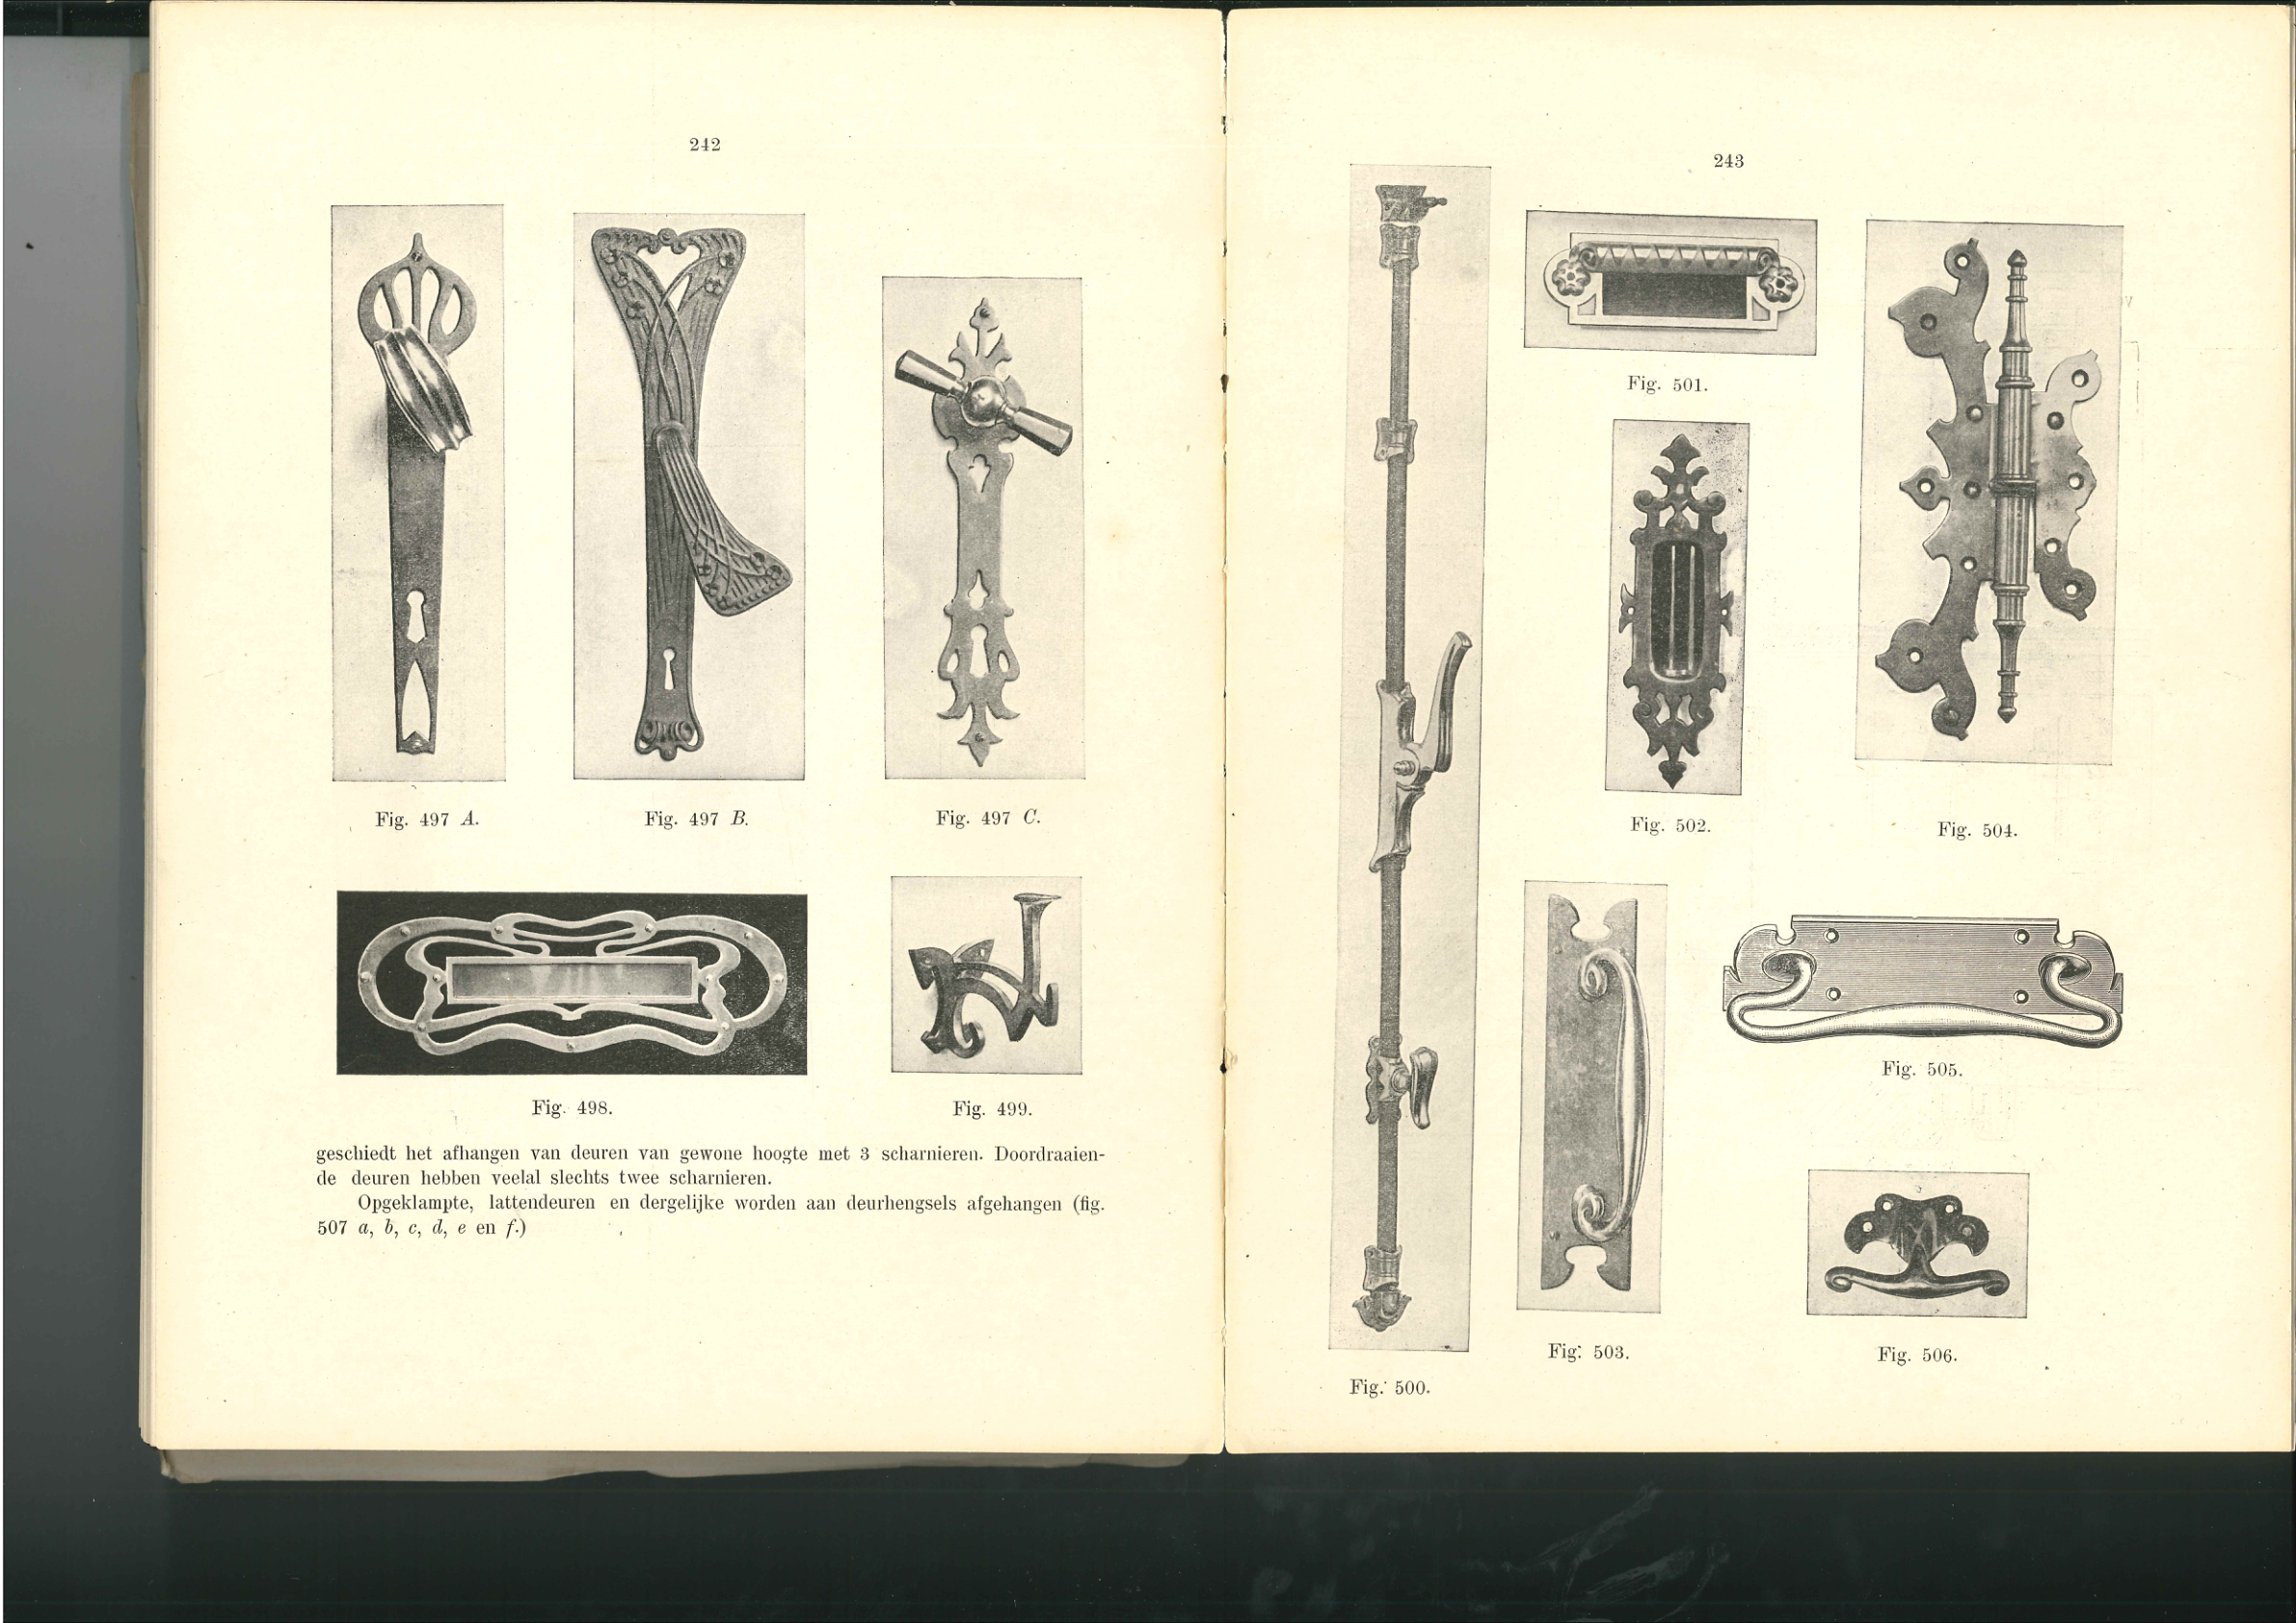 242
Fig. 497 A.
Fig. 497 B.
Fig. 497 C.
Fig. 498.
Fig. 499.
geschiedt het afhangen van deuren van gewone hoogte met 3 scharnieren. Doordraaien-
de deuren hebben veelal slechts twee scharnieren.
Opgeklampte, lattendeuren en dergelijke worden aan deurhengsels afgehangen (fig.
507 a, b, c, d, e en f.)
243
Fig. 501.
Fig. 502.
Fig. 504.
Fig. 505.
Fig. 503.
Fig. 506.
Fig. 500.